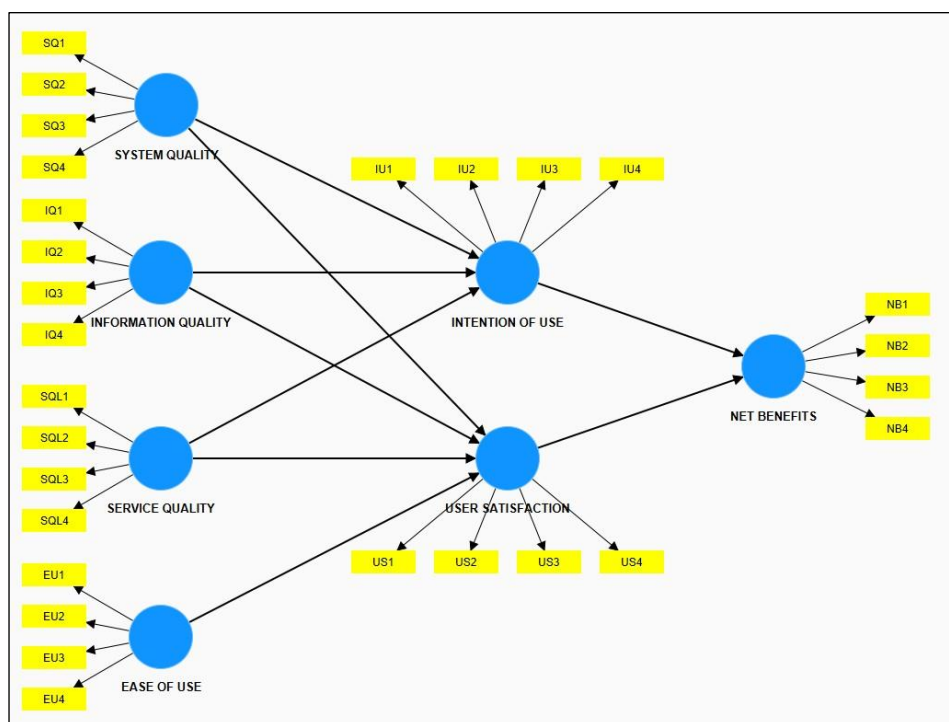 SQ1
SQ2
SQ3
SQ4
SYSTEM QUALITY
IQ1
IQ2
IQ3
IQ4
INFORMATION QUALITY
SQL1
SQL2
SQL3
SQL4
SERVICE QUALITY
EU1
EU2
EU3
EU4
EASE OF USE
IU1
IU2
IU3
IU4
INTENTION OF USE
USER SATISFACTION
US1
US2
US3
US4
NB1
NB2
NB3
NB4
NET BENEFITS